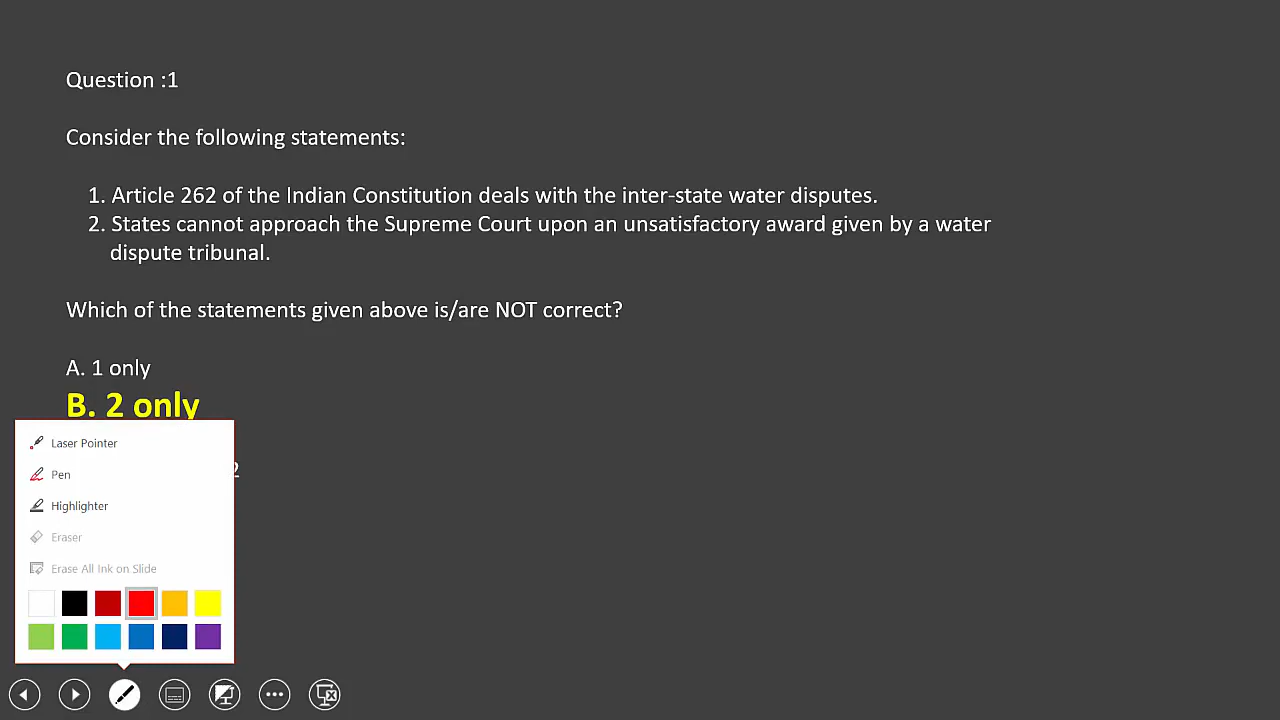 Question :1
Consider the following statements:
1. Article 262 of the Indian Constitution deals with the inter-state water disputes.
2. States cannot approach the Supreme Court upon an unsatisfactory award given by a water
dispute tribunal.
Which of the statements given above is/are NOT correct?
A. 1 only
B. 2 only
Laser Pointer
Pen
Highlighter
Eraser
Erase All Ink on Slide